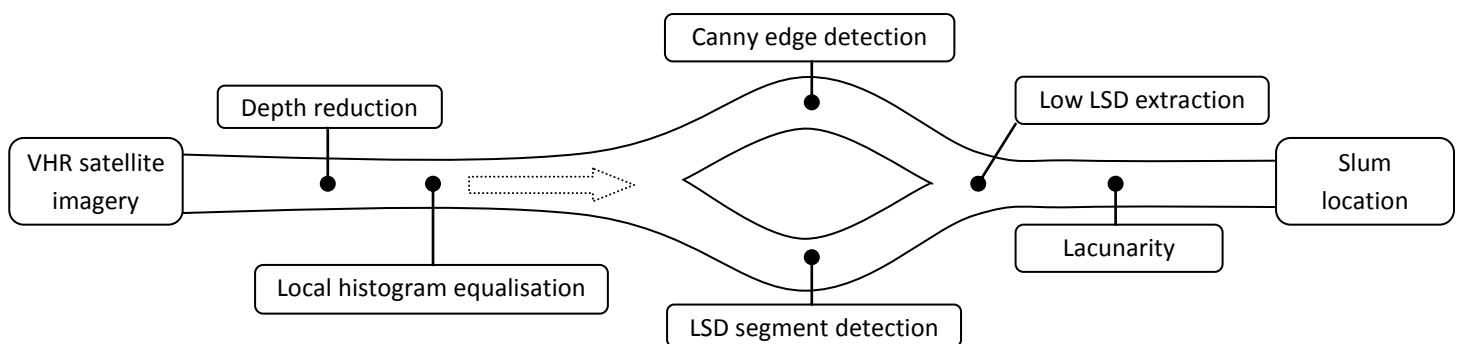 VHR satellite
imagery
Depth reduction
Local histogram equalisation
Canny edge detection
LSD segment detection
Low LSD extraction
Lacunarity
Slum
location